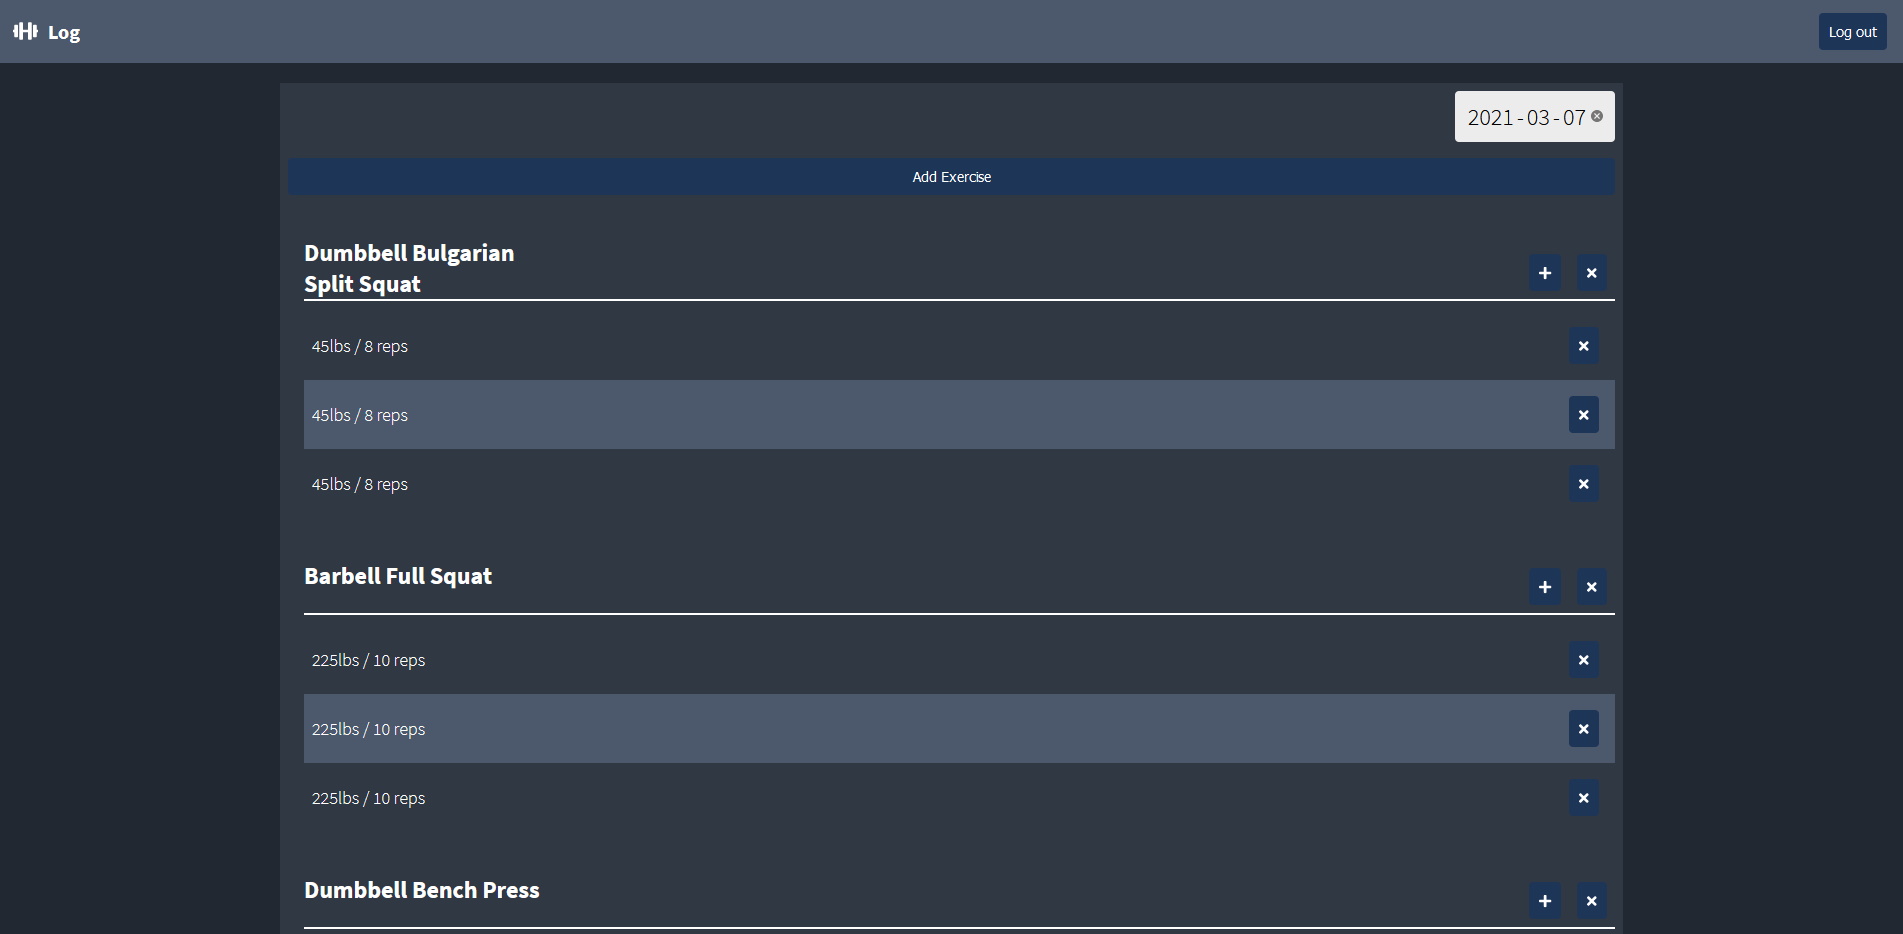 Log
Log out
2021-03-07
Add Exercise
Dumbbell Bulgarian
Split Squat
45lbs / 8 reps
45lbs / 8 reps
45lbs / 8 reps
Barbell Full Squat
225lbs / 10 reps
225lbs / 10 reps
225lbs / 10 reps
Dumbbell Bench Press